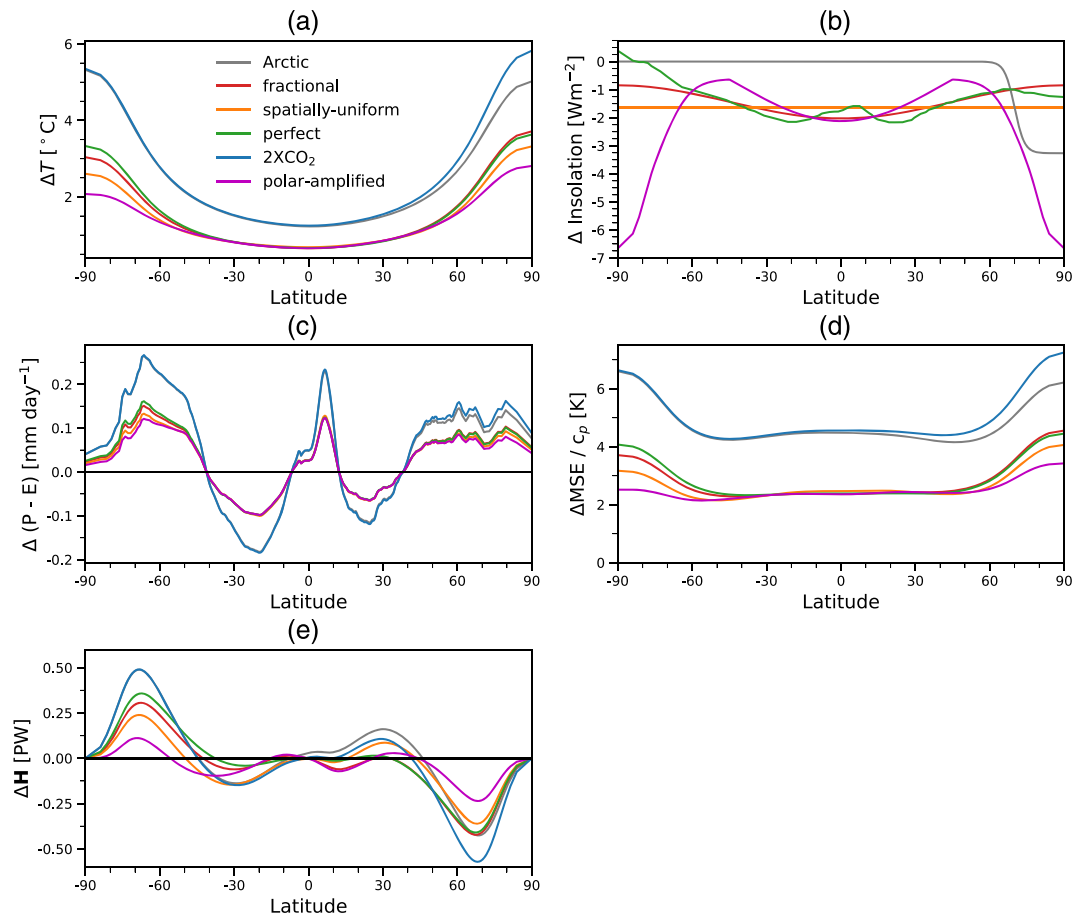 (a)
ΔT [°C]
6
4
2
Arctic
fractional
spatially-uniform
perfect
2XCO₂
polar-amplified
-90 -60 -30 0 30 60 90
Latitude
(b)
Δ Insolation [Wm⁻²]
0
-1
-2
-3
-4
-5
-6
-7
-90 -60 -30 0 30 60 90
Latitude
(c)
Δ (P - E) [mm day⁻¹]
0.2
0.1
0.0
-0.1
-0.2
-90 -60 -30 0 30 60 90
Latitude
(d)
ΔMSE / cₚ [K]
6
4
2
0
-90 -60 -30 0 30 60 90
Latitude
(e)
ΔH [PW]
0.50
0.25
0.00
-0.25
-0.50
-90 -60 -30 0 30 60 90
Latitude